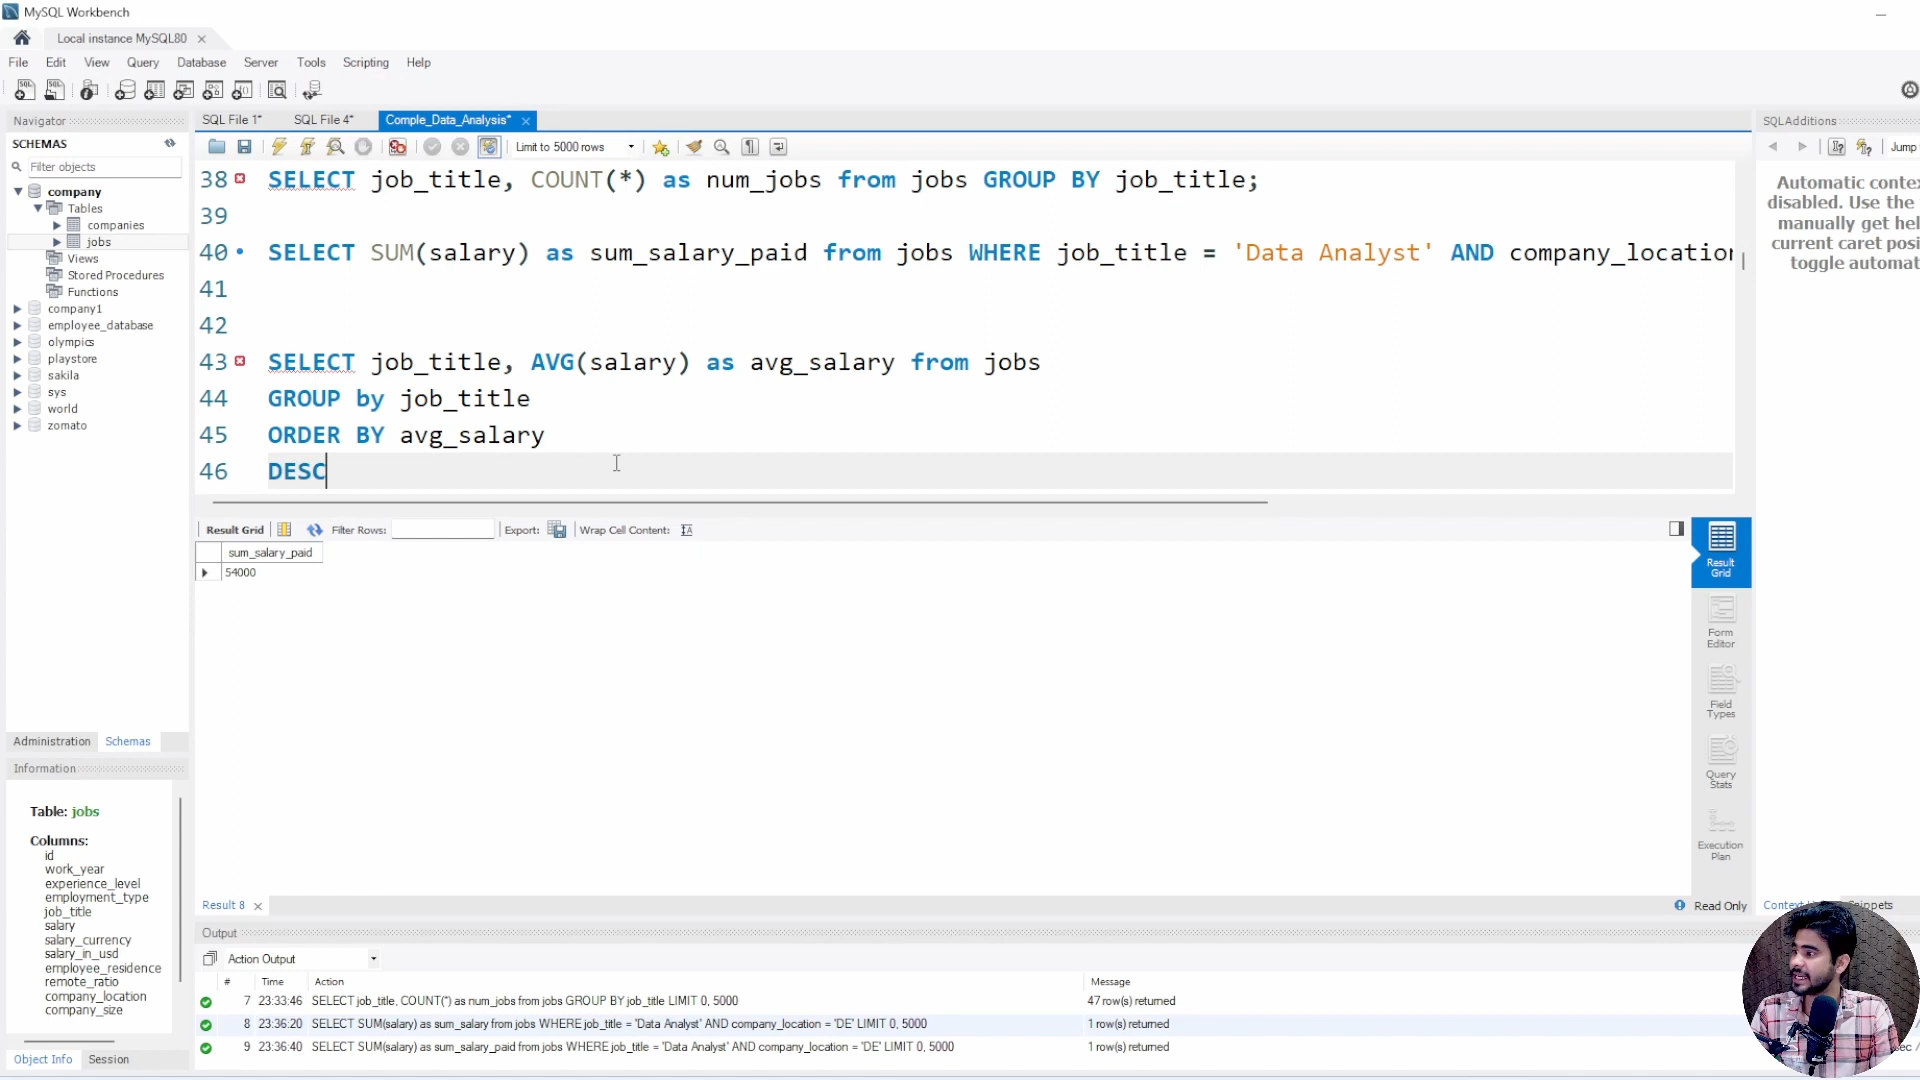 MySQL Workbench
Local instance MySQL80
File Edit View Query Database Server Tools Scripting Help
Navigator
SCHEMAS
Filter objects
company
Tables
companies
jobs
Views
Stored Procedures
Functions
company1
employee_database
olympics
playstore
sakila
sys
world
zomato
Administration Schemas
Information
Table: jobs
Columns:
id
work_year
experience_level
employment_type
job_title
salary
salary_currency
salary_in_usd
employee_residence
remote_ratio
company_location
company_size
Object Info Session
SQL File 1* SQL File 4* Comple_Data_Analysis*
Limit to 5000 rows
38 SELECT job_title, COUNT(*) as num_jobs from jobs GROUP BY job_title;
39
40 SELECT SUM(salary) as sum_salary_paid from jobs WHERE job_title = 'Data Analyst' AND company_location
41
42
43 SELECT job_title, AVG(salary) as avg_salary from jobs
44 GROUP by job_title
45 ORDER BY avg_salary
46 DESC
Result Grid Filter Rows: Export: Wrap Cell Content:
sum_salary_paid
54000
Result Grid
Form Editor
Field Types
Query Stats
Execution Plan
Result 8 Read Only
Output
Action Output
# Time Action Message
7 23:33:46 SELECT job_title, COUNT(*) as num_jobs from jobs GROUP BY job_title LIMIT 0, 5000 47 row(s) returned
8 23:36:20 SELECT SUM(salary) as sum_salary from jobs WHERE job_title = 'Data Analyst' AND company_location = 'DE' LIMIT 0, 5000 1 row(s) returned
9 23:36:40 SELECT SUM(salary) as sum_salary_paid from jobs WHERE job_title = 'Data Analyst' AND company_location = 'DE' LIMIT 0, 5000 1 row(s) returned
SQLAdditions
Jump
Automatic contex
disabled. Use the
manually get hel
current caret posi
toggle automat
Context